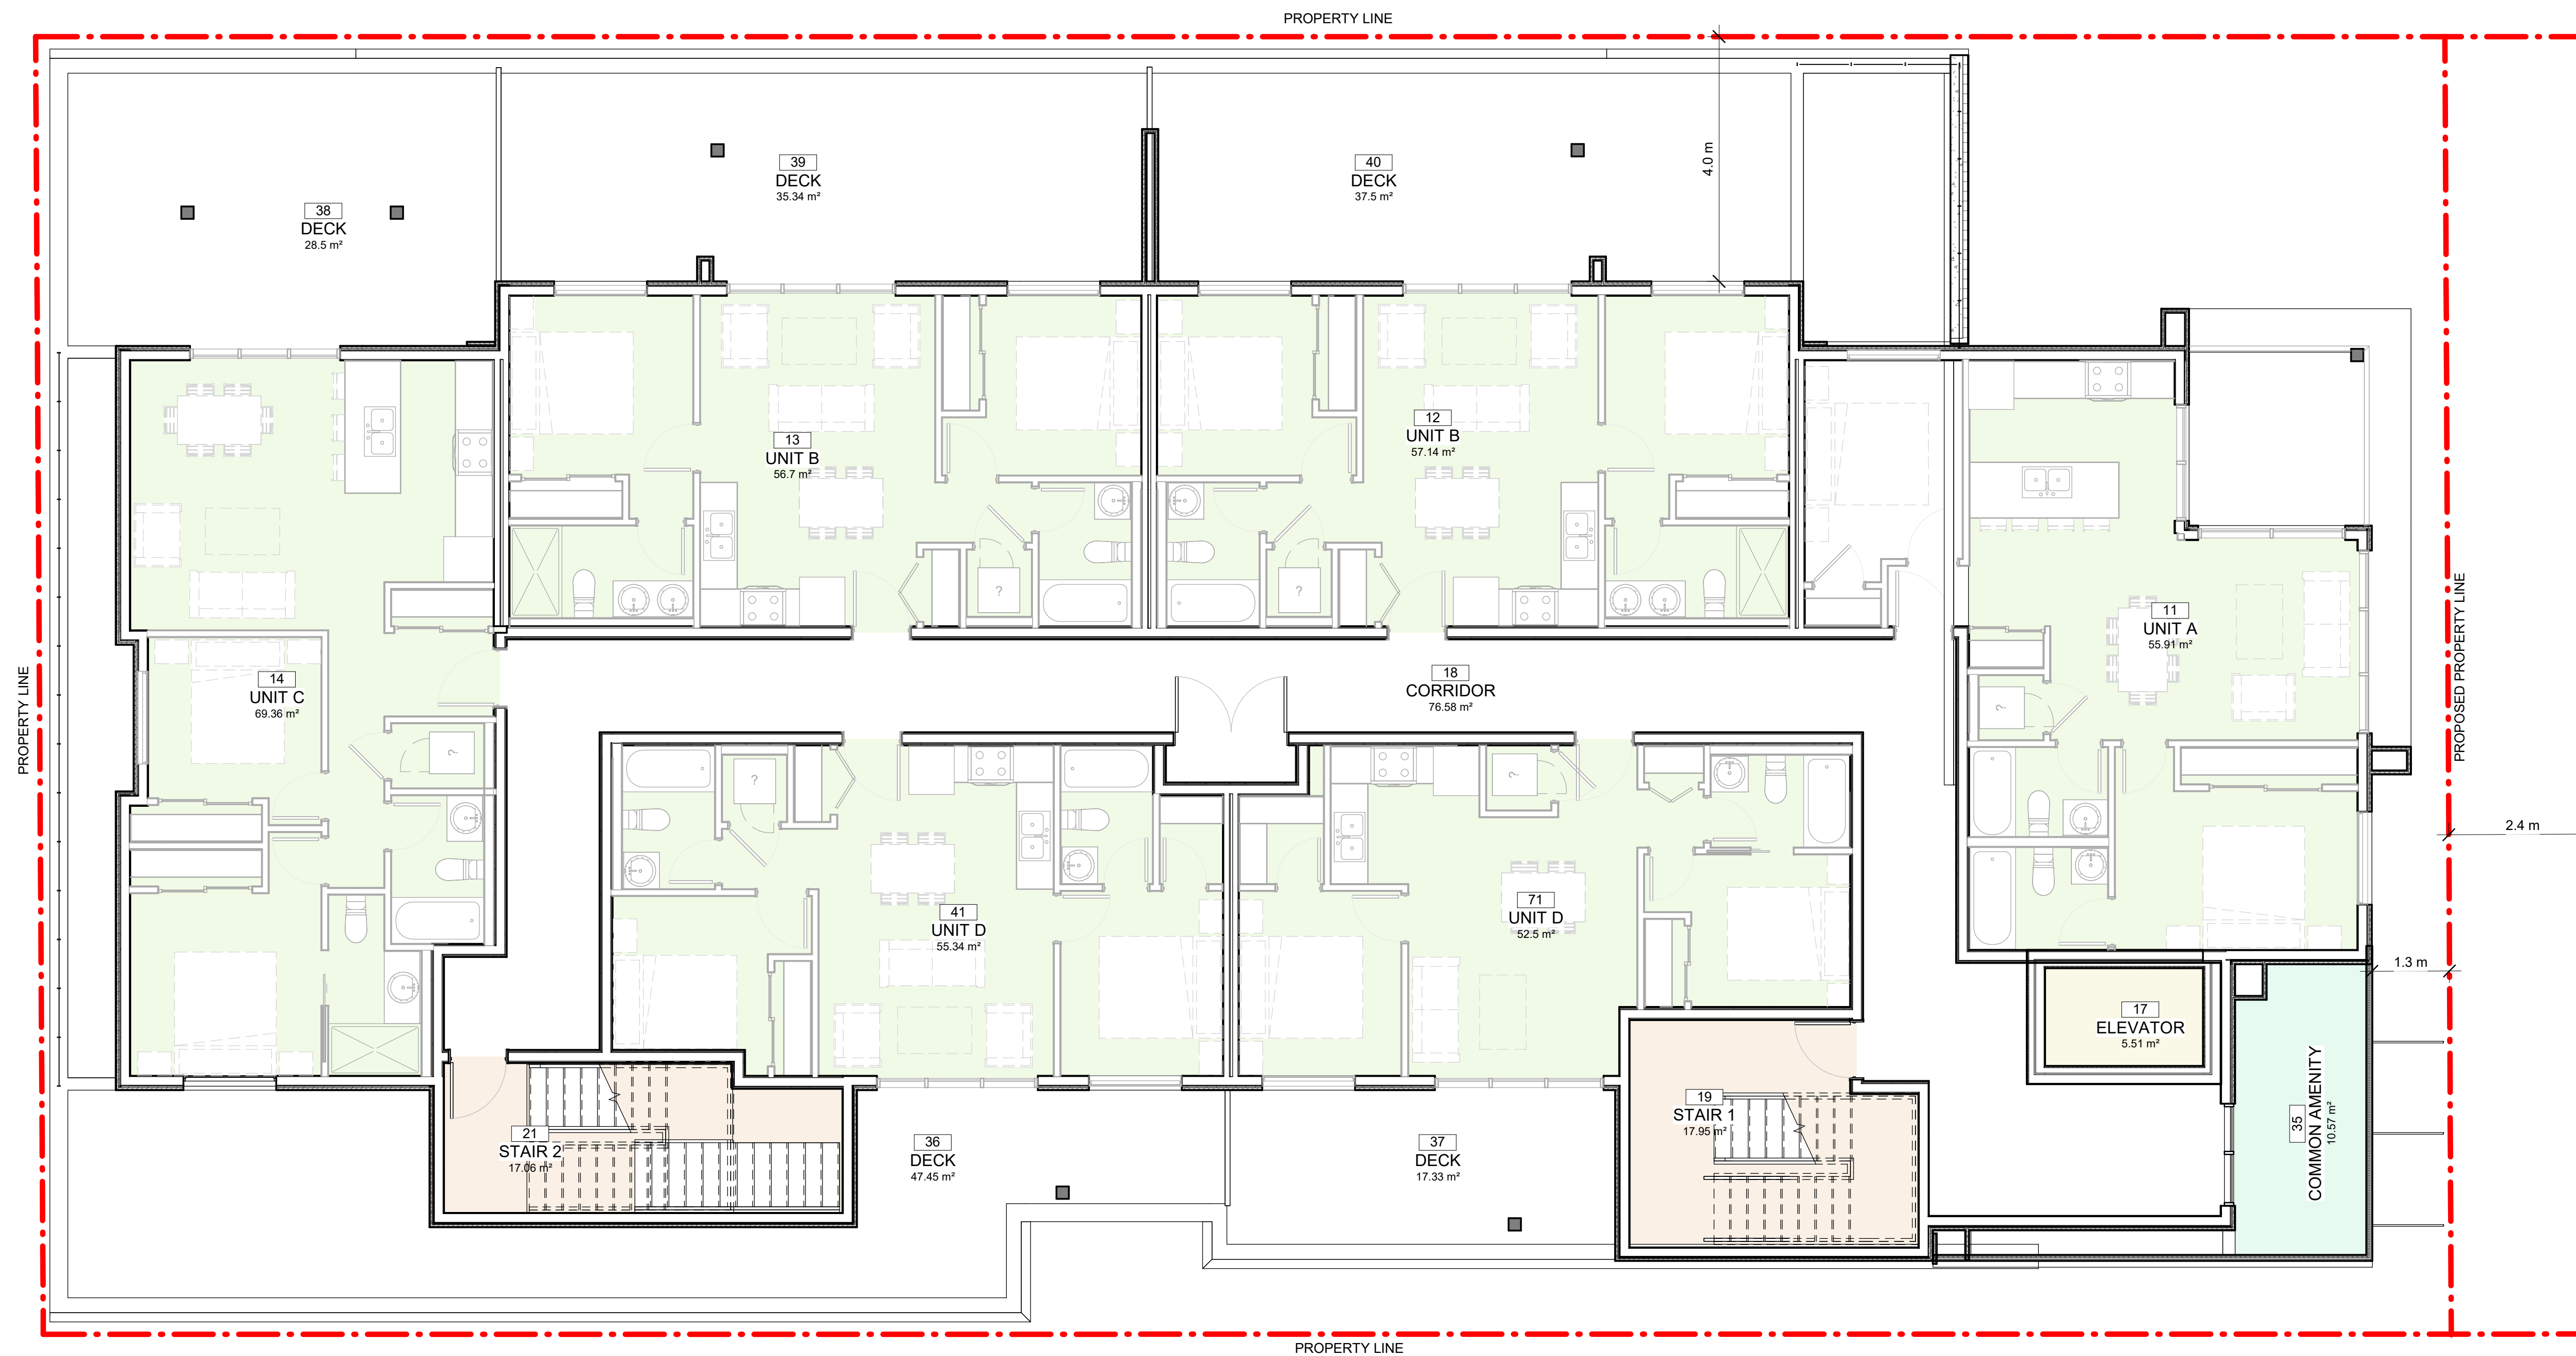 PROPERTY LINE
4.0 m
39
DECK
35.34 m²
40
DECK
37.5 m²
38
DECK
28.5 m²
13
UNIT B
56.7 m²
12
UNIT B
57.14 m²
?
?
11
UNIT A
55.91 m²
PROPOSED PROPERTY LINE
PROPERTY LINE
14
UNIT C
69.36 m²
18
CORRIDOR
76.58 m²
?
?
?
?
2.4 m
41
UNIT D
55.34 m²
71
UNIT D
52.5 m²
1.3 m
17
ELEVATOR
5.51 m²
21
STAIR 2
17.06 m²
36
DECK
47.45 m²
37
DECK
17.33 m²
19
STAIR 1
17.95 m²
35
COMMON AMENITY
10.57 m²
PROPERTY LINE